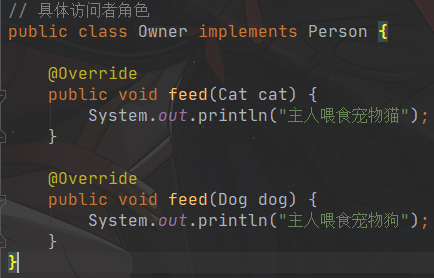 // 具体访问者角色
public class Owner implements Person {
@Override
public void feed(Cat cat) {
System.out.println("主人喂食宠物猫");
}
@Override
public void feed(Dog dog) {
System.out.println("主人喂食宠物狗");
}
}